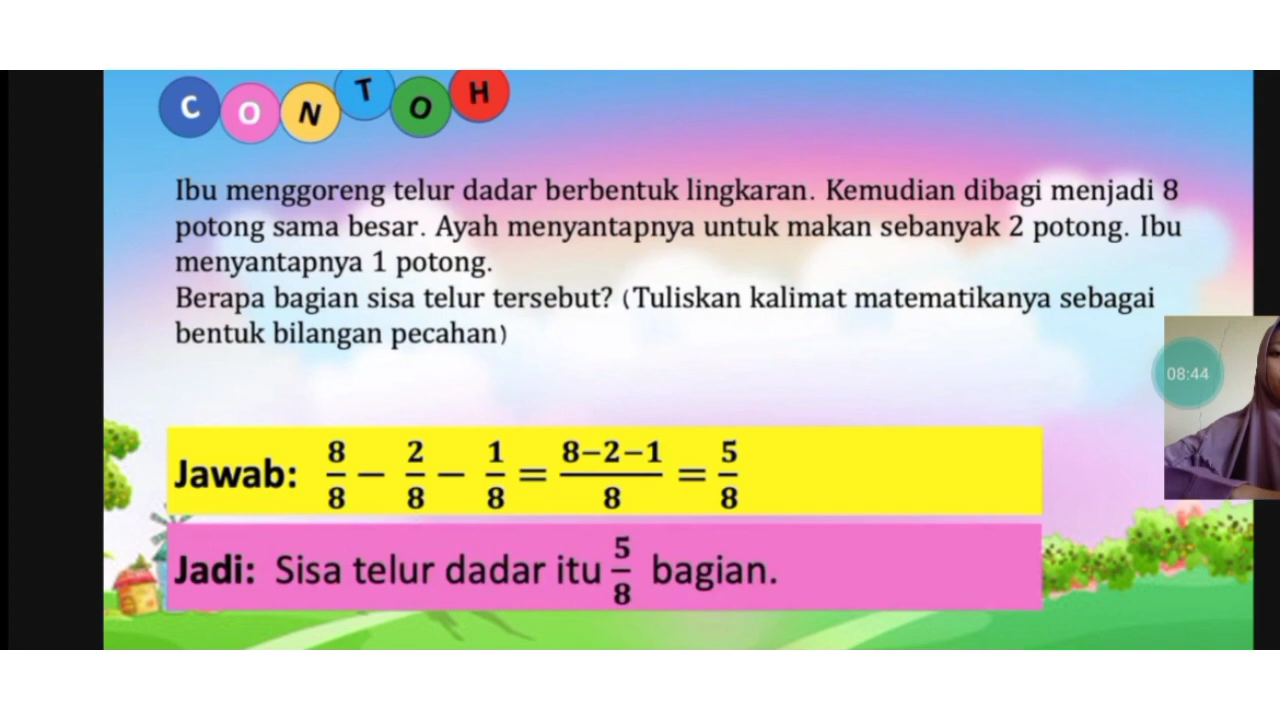 CONTOH
Ibu menggoreng telur dadar berbentuk lingkaran. Kemudian dibagi menjadi 8
potong sama besar. Ayah menyantapnya untuk makan sebanyak 2 potong. Ibu
menyantapnya 1 potong.
Berapa bagian sisa telur tersebut? (Tuliskan kalimat matematikanya sebagai
bentuk bilangan pecahan)
08:44
Jawab: 8/8 − 2/8 − 1/8 = 8−2−1/8 = 5/8
Jadi: Sisa telur dadar itu 5/8 bagian.